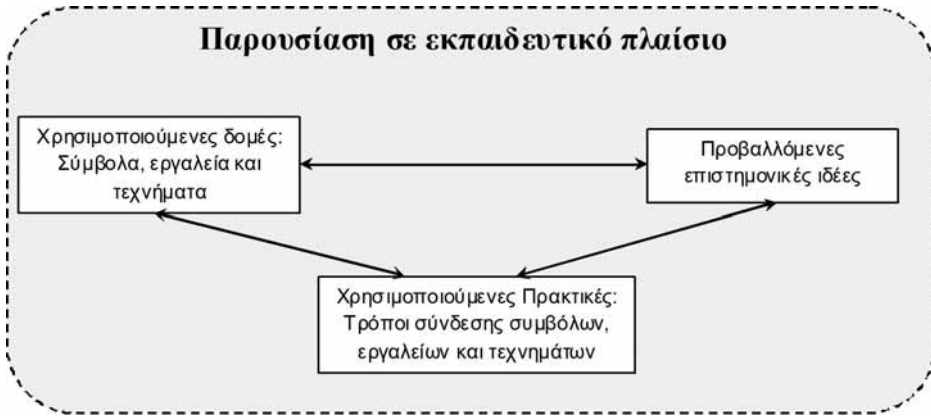 Παρουσίαση σε εκπαιδευτικό πλαίσιο
Χρησιμοποιούμενες δομές:
Σύμβολα, εργαλεία και
τεχνήματα
Προβαλλόμενες
επιστημονικές ιδέες
Χρησιμοποιούμενες Πρακτικές:
Τρόποι σύνδεσης συμβόλων,
εργαλείων και τεχνημάτων